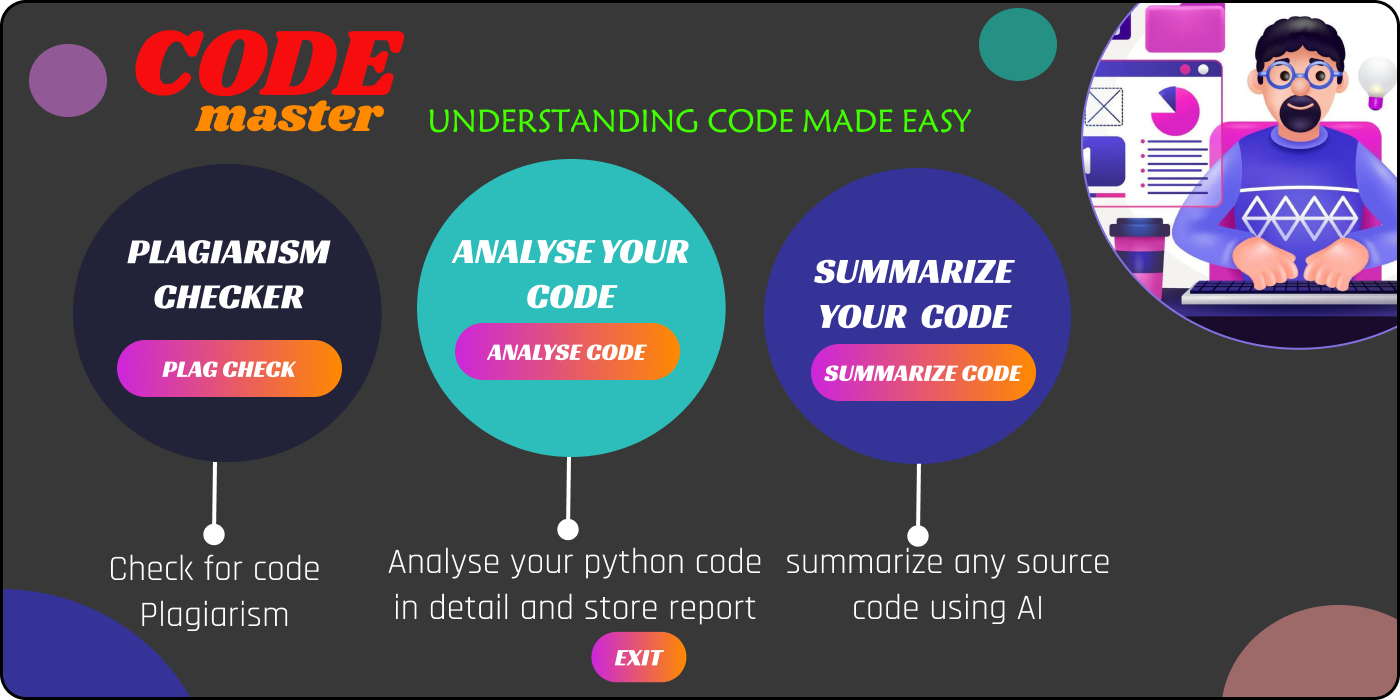 CODE
master
UNDERSTANDING CODE MADE EASY
PLAGIARISM
CHECKER
PLAG CHECK
ANALYSE YOUR
CODE
ANALYSE CODE
SUMMARIZE
YOUR CODE
SUMMARIZE CODE
Check for code
Plagiarism
Analyse your python code
in detail and store report
summarize any source
code using AI
EXIT